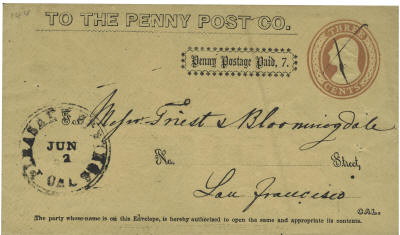 TO THE PENNY POST CO.
THREE
CENTS
Penny Postage Paid, 7.
JUN
2
CAL
Messr Triest & Bloomingdale
No. Street,
San Francisco
CAL.
The party whose name is on this Envelope, is hereby authorised to open the same and appropriate its contents.